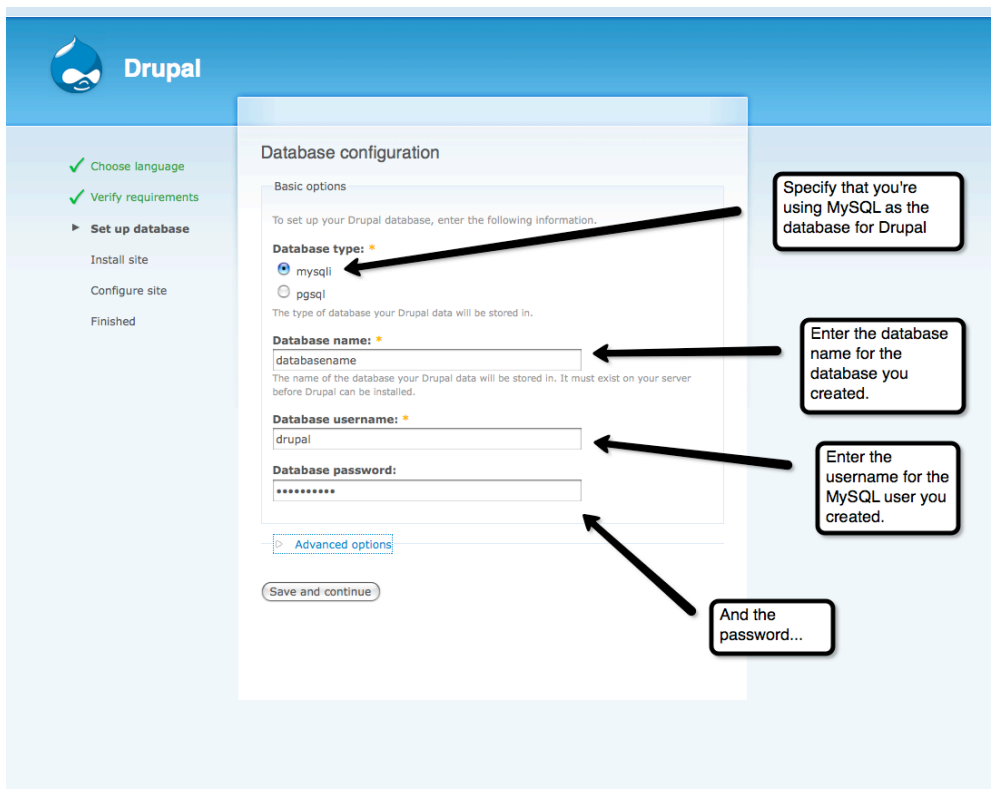 Drupal
Choose language
Verify requirements
Set up database
Install site
Configure site
Finished
Database configuration
Basic options
To set up your Drupal database, enter the following information.
Database type: *
mysqli
pgsql
The type of database your Drupal data will be stored in.
Database name: *
databasename
The name of the database your Drupal data will be stored in. It must exist on your server
before Drupal can be installed.
Database username: *
drupal
Database password:
••••••••••
Advanced options
Save and continue
Specify that you're
using MySQL as the
database for Drupal
Enter the database
name for the
database you
created.
Enter the
username for the
MySQL user you
created.
And the
password...